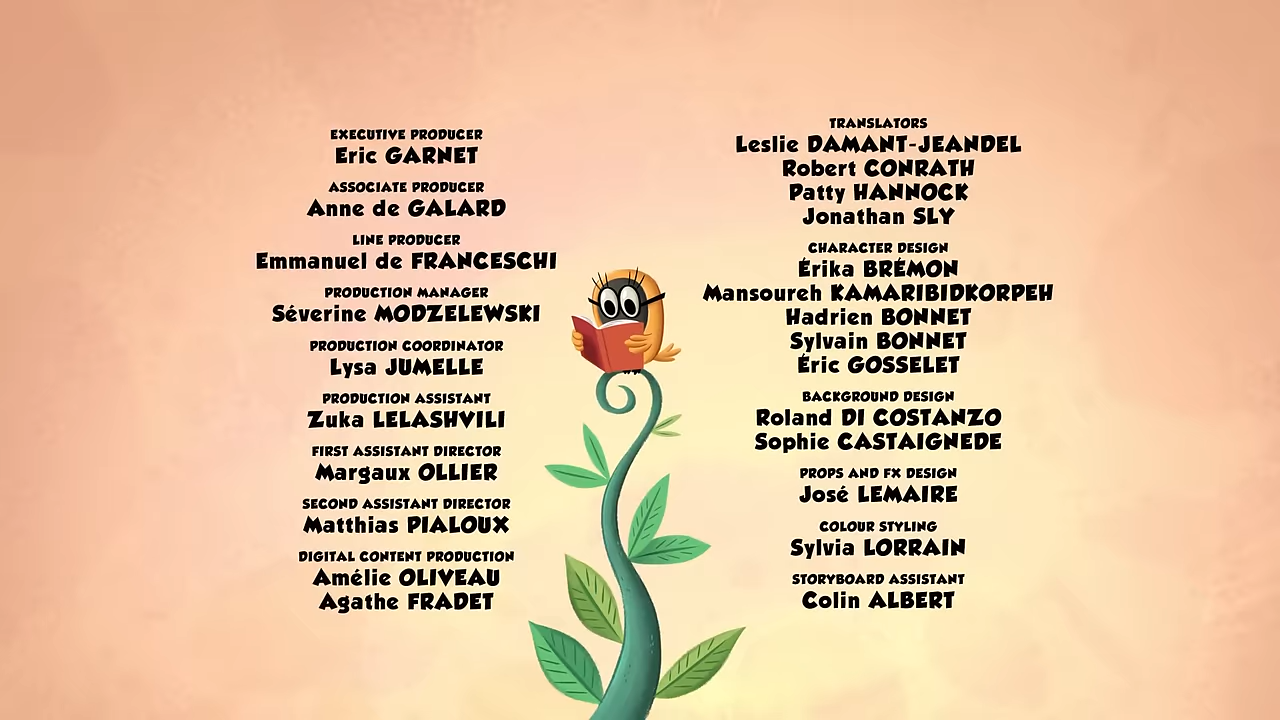 EXECUTIVE PRODUCER
Eric GARNET
ASSOCIATE PRODUCER
Anne de GALARD
LINE PRODUCER
Emmanuel de FRANCESCHI
PRODUCTION MANAGER
Séverine MODZELEWSKI
PRODUCTION COORDINATOR
Lysa JUMELLE
PRODUCTION ASSISTANT
Zuka LELASHVILI
FIRST ASSISTANT DIRECTOR
Margaux OLLIER
SECOND ASSISTANT DIRECTOR
Matthias PIALOUX
DIGITAL CONTENT PRODUCTION
Amélie OLIVEAU
Agathe FRADET
TRANSLATORS
Leslie DAMANT-JEANDEL
Robert CONRATH
Patty HANNOCK
Jonathan SLY
CHARACTER DESIGN
Érika BRÉMON
Mansoureh KAMARIBIDKORPEH
Hadrien BONNET
Sylvain BONNET
Éric GOSSELET
BACKGROUND DESIGN
Roland DI COSTANZO
Sophie CASTAIGNEDE
PROPS AND FX DESIGN
José LEMAIRE
COLOUR STYLING
Sylvia LORRAIN
STORYBOARD ASSISTANT
Colin ALBERT